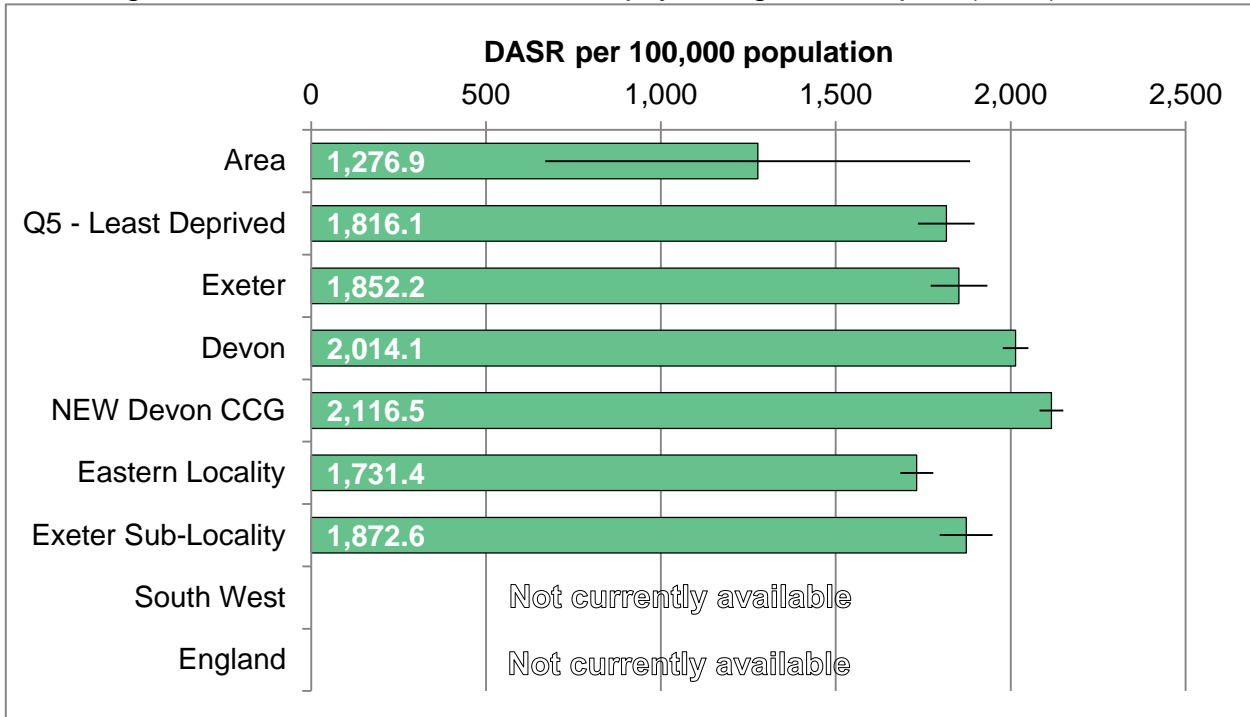 DASR per 100,000 population
0 500 1,000 1,500 2,000 2,500
Area 1,276.9
Q5 - Least Deprived 1,816.1
Exeter 1,852.2
Devon 2,014.1
NEW Devon CCG 2,116.5
Eastern Locality 1,731.4
Exeter Sub-Locality 1,872.6
South West Not currently available
England Not currently available